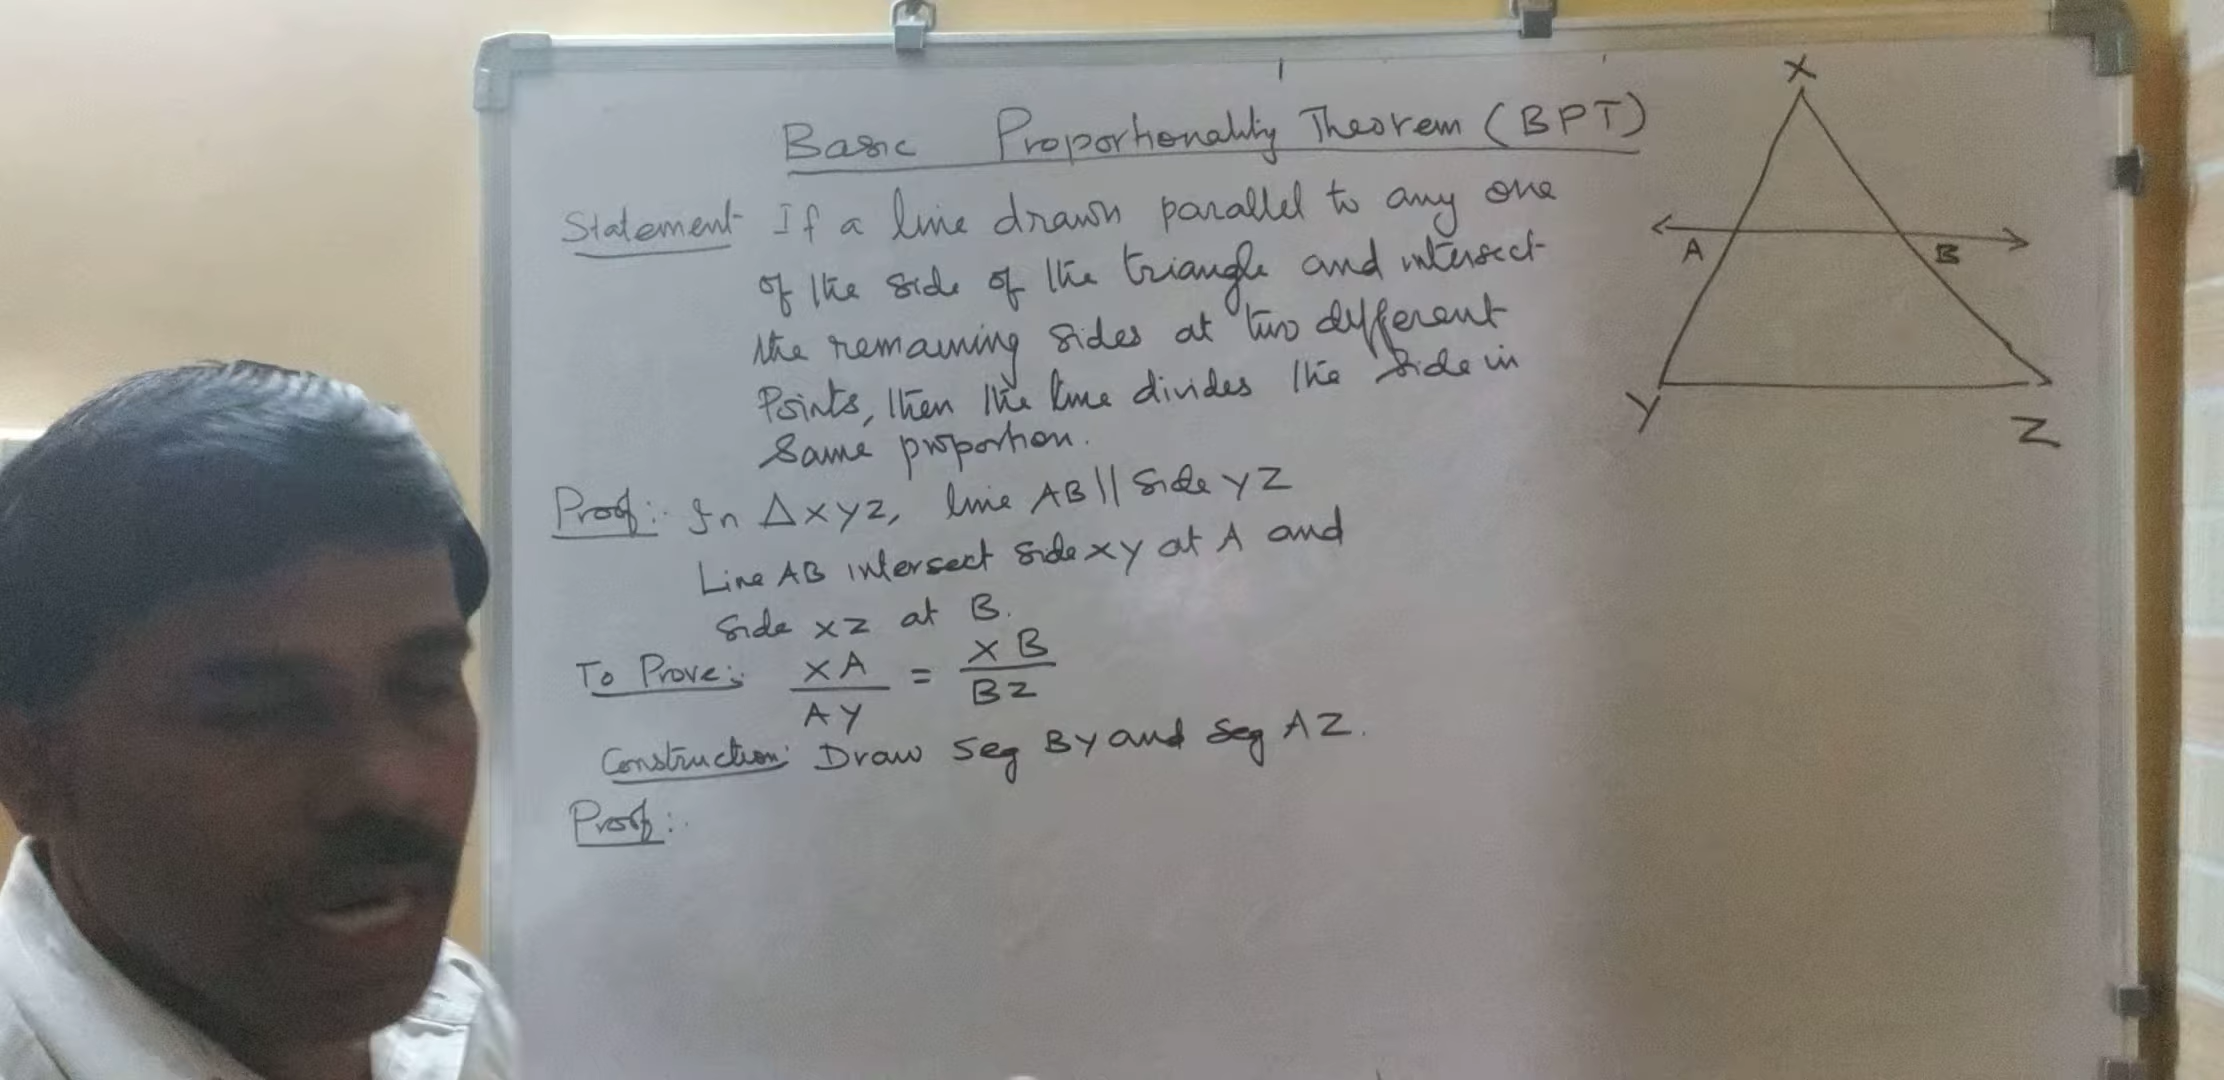 Basic Proportionality Theorem (BPT)
Statement If a line drawn parallel to any one
of the side of the triangle and intersect
the remaining sides at two different
Points, then the line divides the side in
same proportion.
Proof:- In ΔXYZ, line AB || side YZ
Line AB intersect side XY at A and
side XZ at B.
To Prove:- XA/AY = XB/BZ
Construction: Draw seg BY and seg AZ.
Proof:-
X
A
B
Y
Z